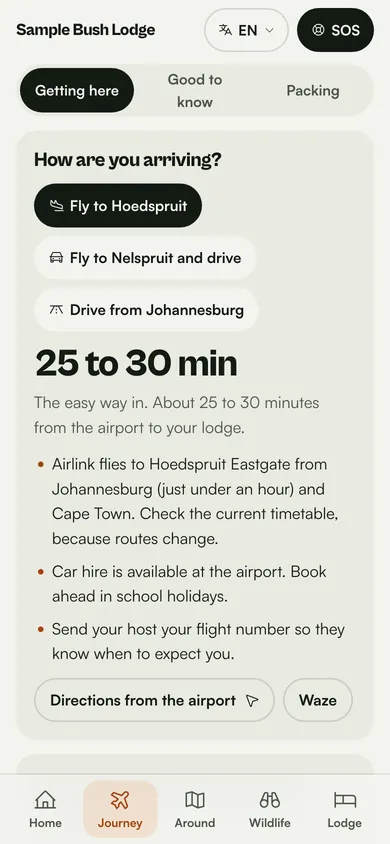 Sample Bush Lodge
EN
SOS
Getting here
Good to
know
Packing
How are you arriving?
Fly to Hoedspruit
Fly to Nelspruit and drive
Drive from Johannesburg
25 to 30 min
The easy way in. About 25 to 30 minutes
from the airport to your lodge.
Airlink flies to Hoedspruit Eastgate from
Johannesburg (just under an hour) and
Cape Town. Check the current timetable,
because routes change.
Car hire is available at the airport. Book
ahead in school holidays.
Send your host your flight number so they
know when to expect you.
Directions from the airport
Waze
Home
Journey
Around
Wildlife
Lodge